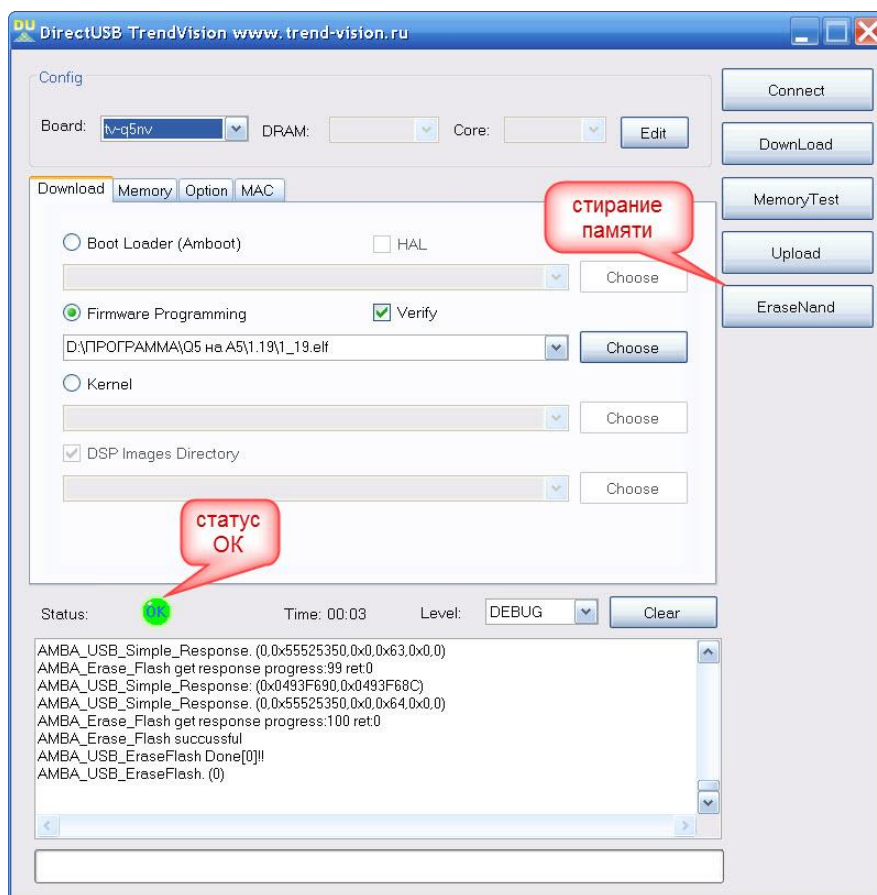 DU DirectUSB TrendVision www.trend-vision.ru
Config
Board: tv-q5nv DRAM: Core: Edit
Connect
DownLoad
MemoryTest
Upload
EraseNand
Download Memory Option MAC
стирание
памяти
Boot Loader (Amboot) HAL
Choose
Firmware Programming Verify
D:\ПРОГРАММА\Q5 на A5\1.19\1_19.elf Choose
Kernel
Choose
DSP Images Directory
Choose
статус
ОК
Status: OK Time: 00:03 Level: DEBUG Clear
AMBA_USB_Simple_Response. (0,0x55525350,0x0,0x63,0x0,0)
AMBA_Erase_Flash get response progress:99 ret:0
AMBA_USB_Simple_Response: (0x0493F690,0x0493F68C)
AMBA_USB_Simple_Response. (0,0x55525350,0x0,0x64,0x0,0)
AMBA_Erase_Flash get response progress:100 ret:0
AMBA_Erase_Flash succussful
AMBA_USB_EraseFlash Done[0]!!
AMBA_USB_EraseFlash. (0)